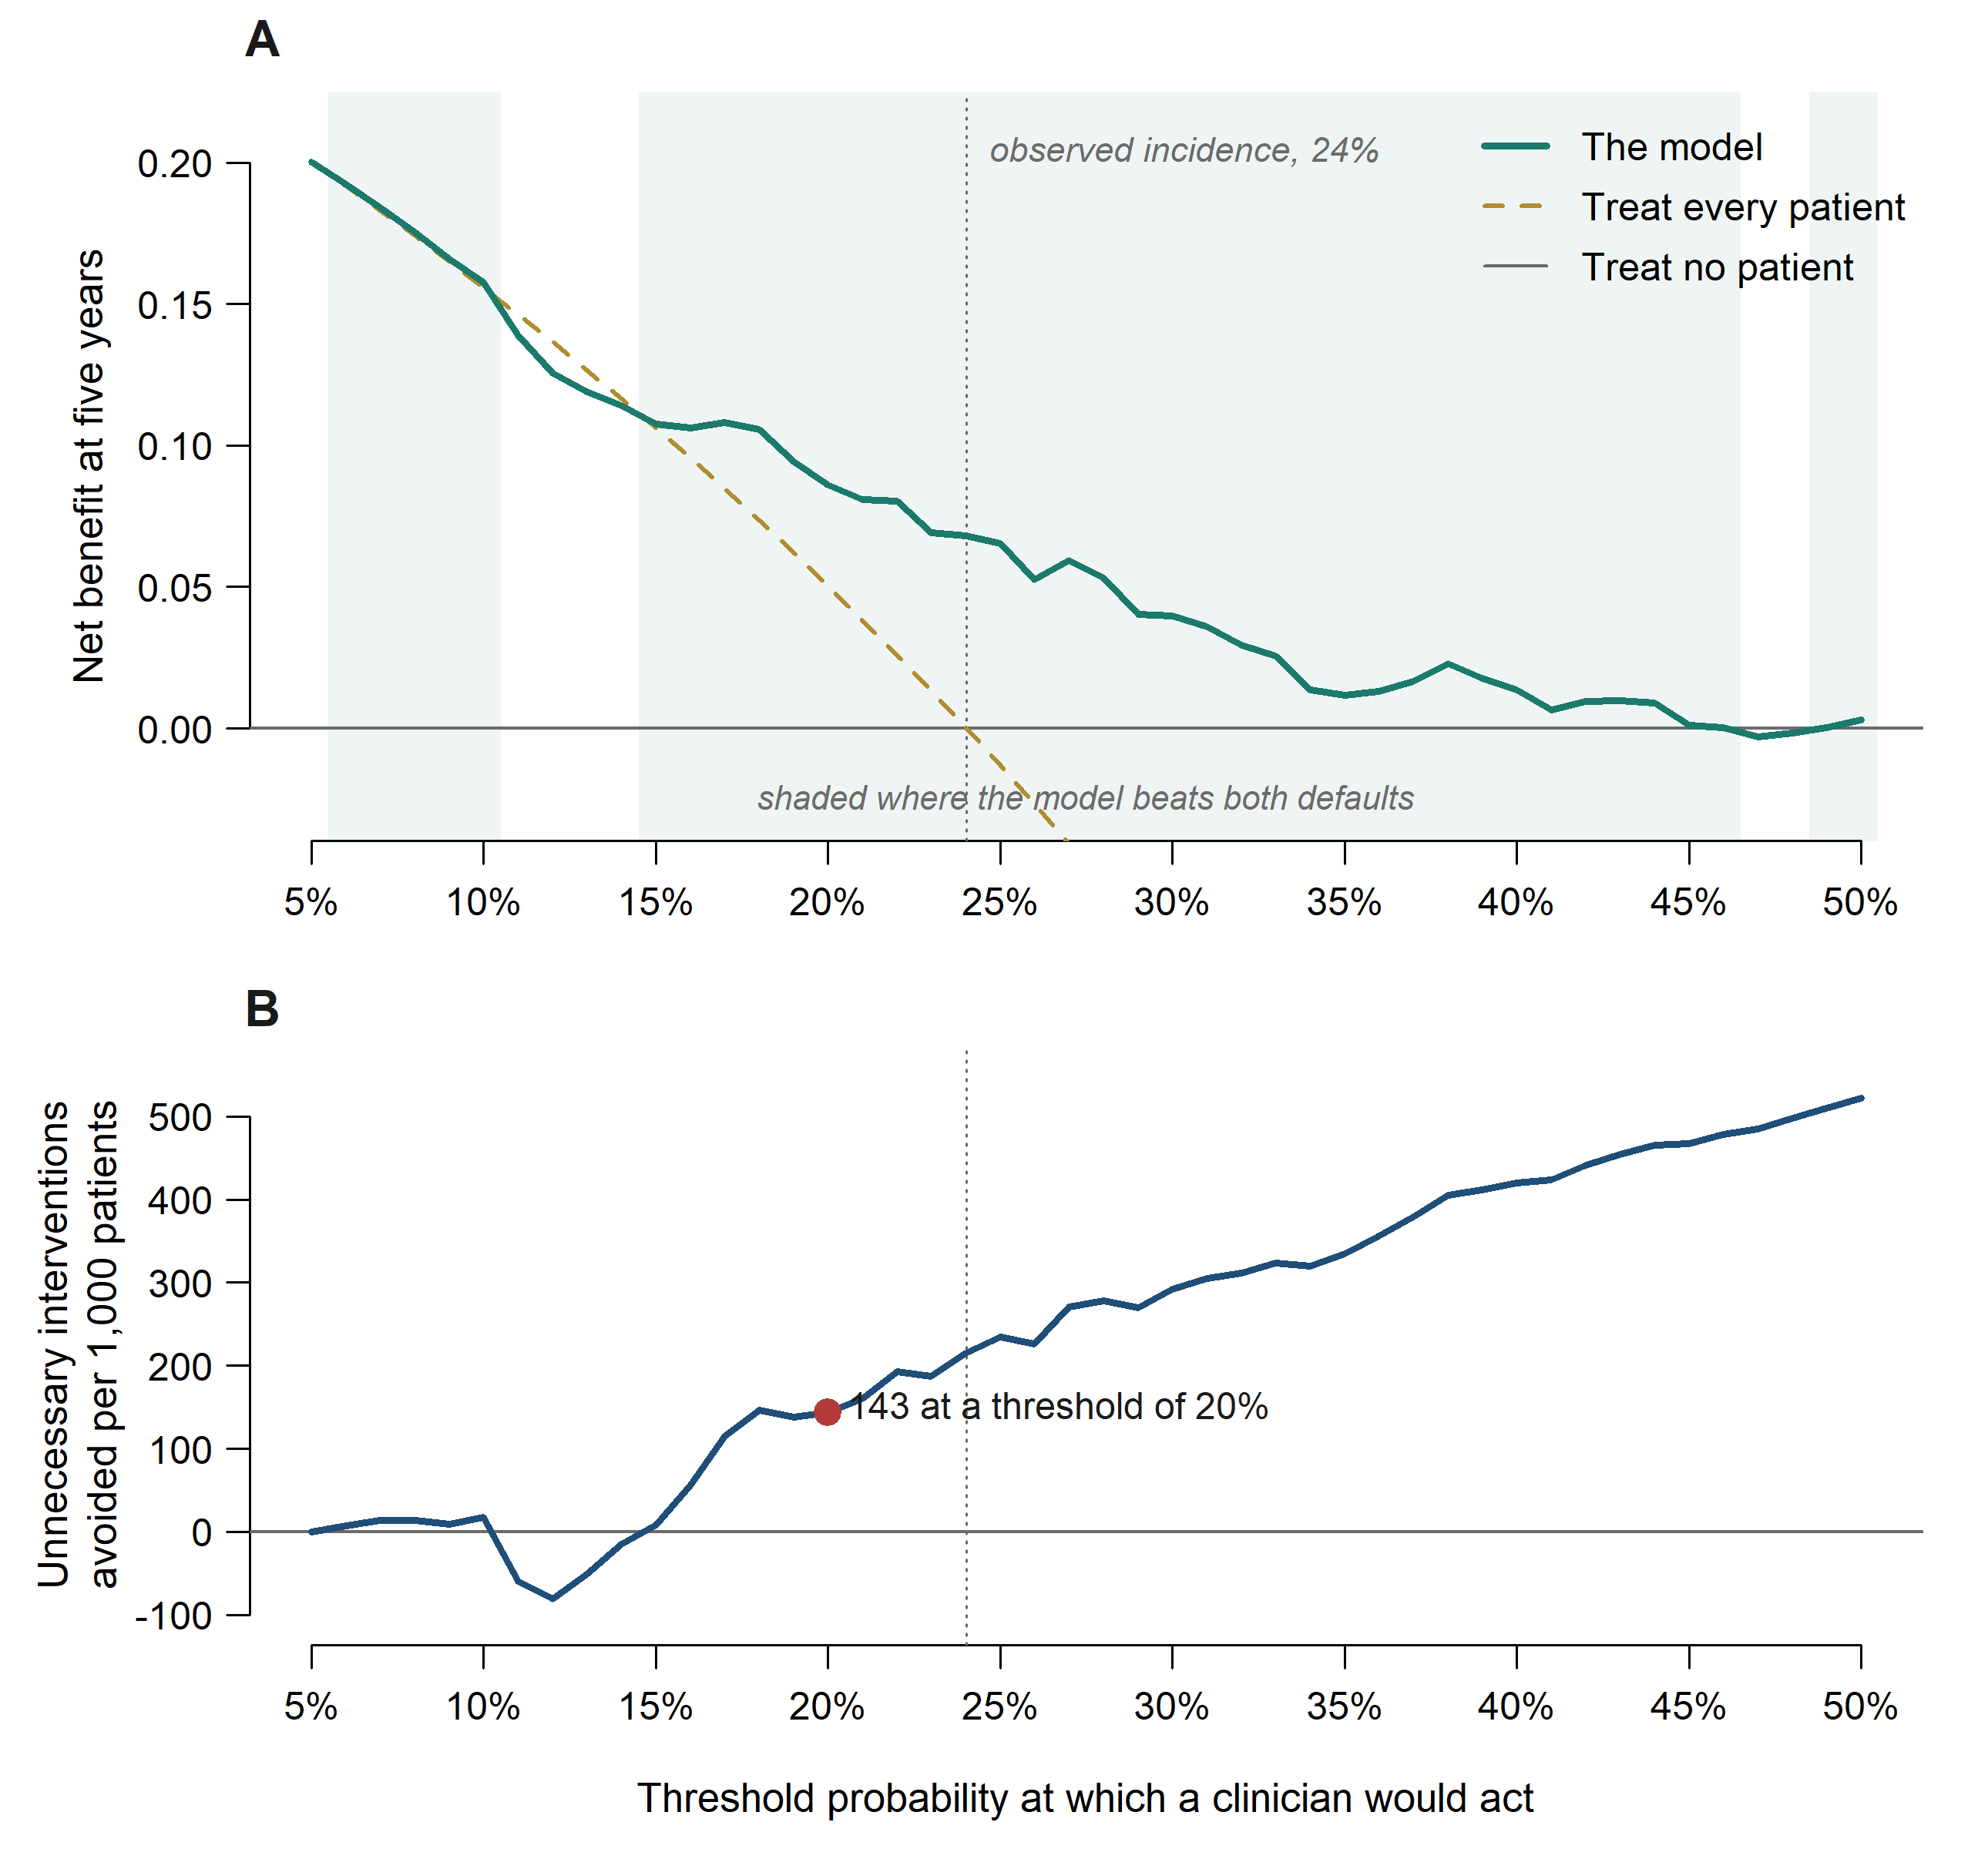 A
observed incidence, 24%
The model
Treat every patient
Treat no patient
Net benefit at five years
0.20
0.15
0.10
0.05
0.00
shaded where the model beats both defaults
5% 10% 15% 20% 25% 30% 35% 40% 45% 50%
B
Unnecessary interventions
avoided per 1,000 patients
500
400
300
200
100
0
-100
143 at a threshold of 20%
5% 10% 15% 20% 25% 30% 35% 40% 45% 50%
Threshold probability at which a clinician would act